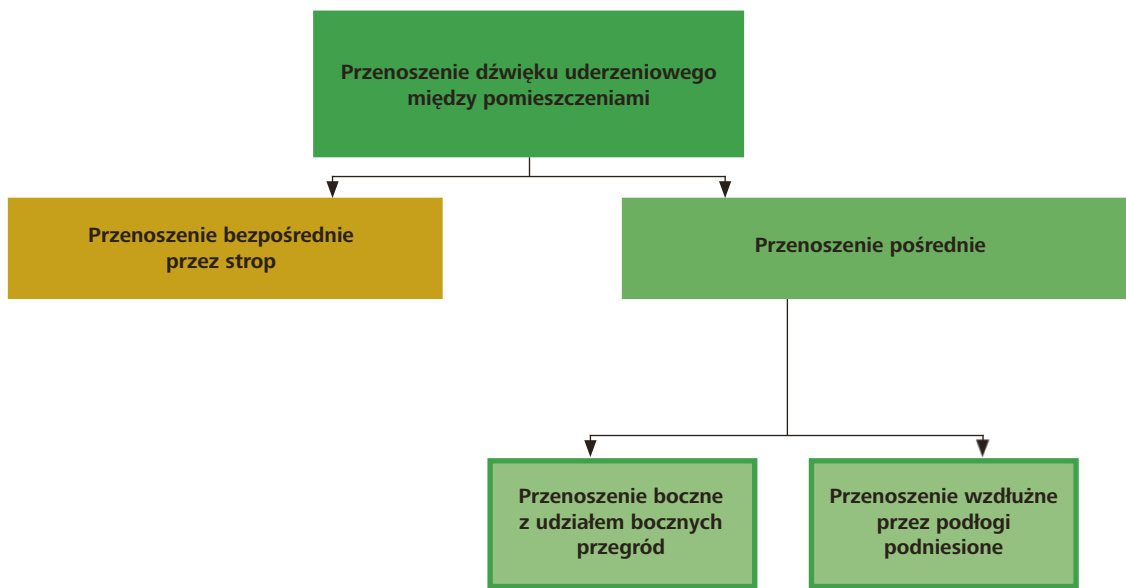 Przenoszenie dźwięku uderzeniowego
między pomieszczeniami
Przenoszenie bezpośrednie
przez strop
Przenoszenie pośrednie
Przenoszenie boczne
z udziałem bocznych
przegród
Przenoszenie wzdłużne
przez podłogi
podniesione